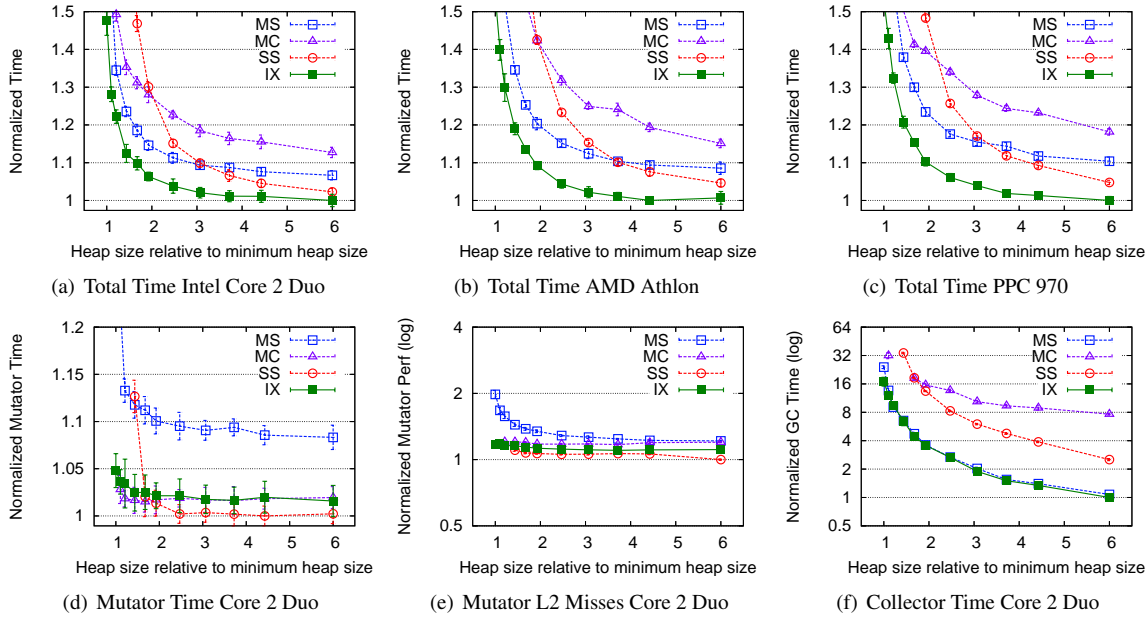 Normalized Time
1.5
1.4
1.3
1.2
1.1
1
MS
MC
SS
IX
1 2 3 4 5 6
Heap size relative to minimum heap size
(a) Total Time Intel Core 2 Duo
Normalized Time
1.5
1.4
1.3
1.2
1.1
1
MS
MC
SS
IX
1 2 3 4 5 6
Heap size relative to minimum heap size
(b) Total Time AMD Athlon
Normalized Time
1.5
1.4
1.3
1.2
1.1
1
MS
MC
SS
IX
1 2 3 4 5 6
Heap size relative to minimum heap size
(c) Total Time PPC 970
Normalized Mutator Time
1.2
1.15
1.1
1.05
1
MS
MC
SS
IX
1 2 3 4 5 6
Heap size relative to minimum heap size
(d) Mutator Time Core 2 Duo
Normalized Mutator Perf (log)
4
2
1
0.5
MS
MC
SS
IX
1 2 3 4 5 6
Heap size relative to minimum heap size
(e) Mutator L2 Misses Core 2 Duo
Normalized GC Time (log)
64
32
16
8
4
2
1
0.5
MS
MC
SS
IX
1 2 3 4 5 6
Heap size relative to minimum heap size
(f) Collector Time Core 2 Duo